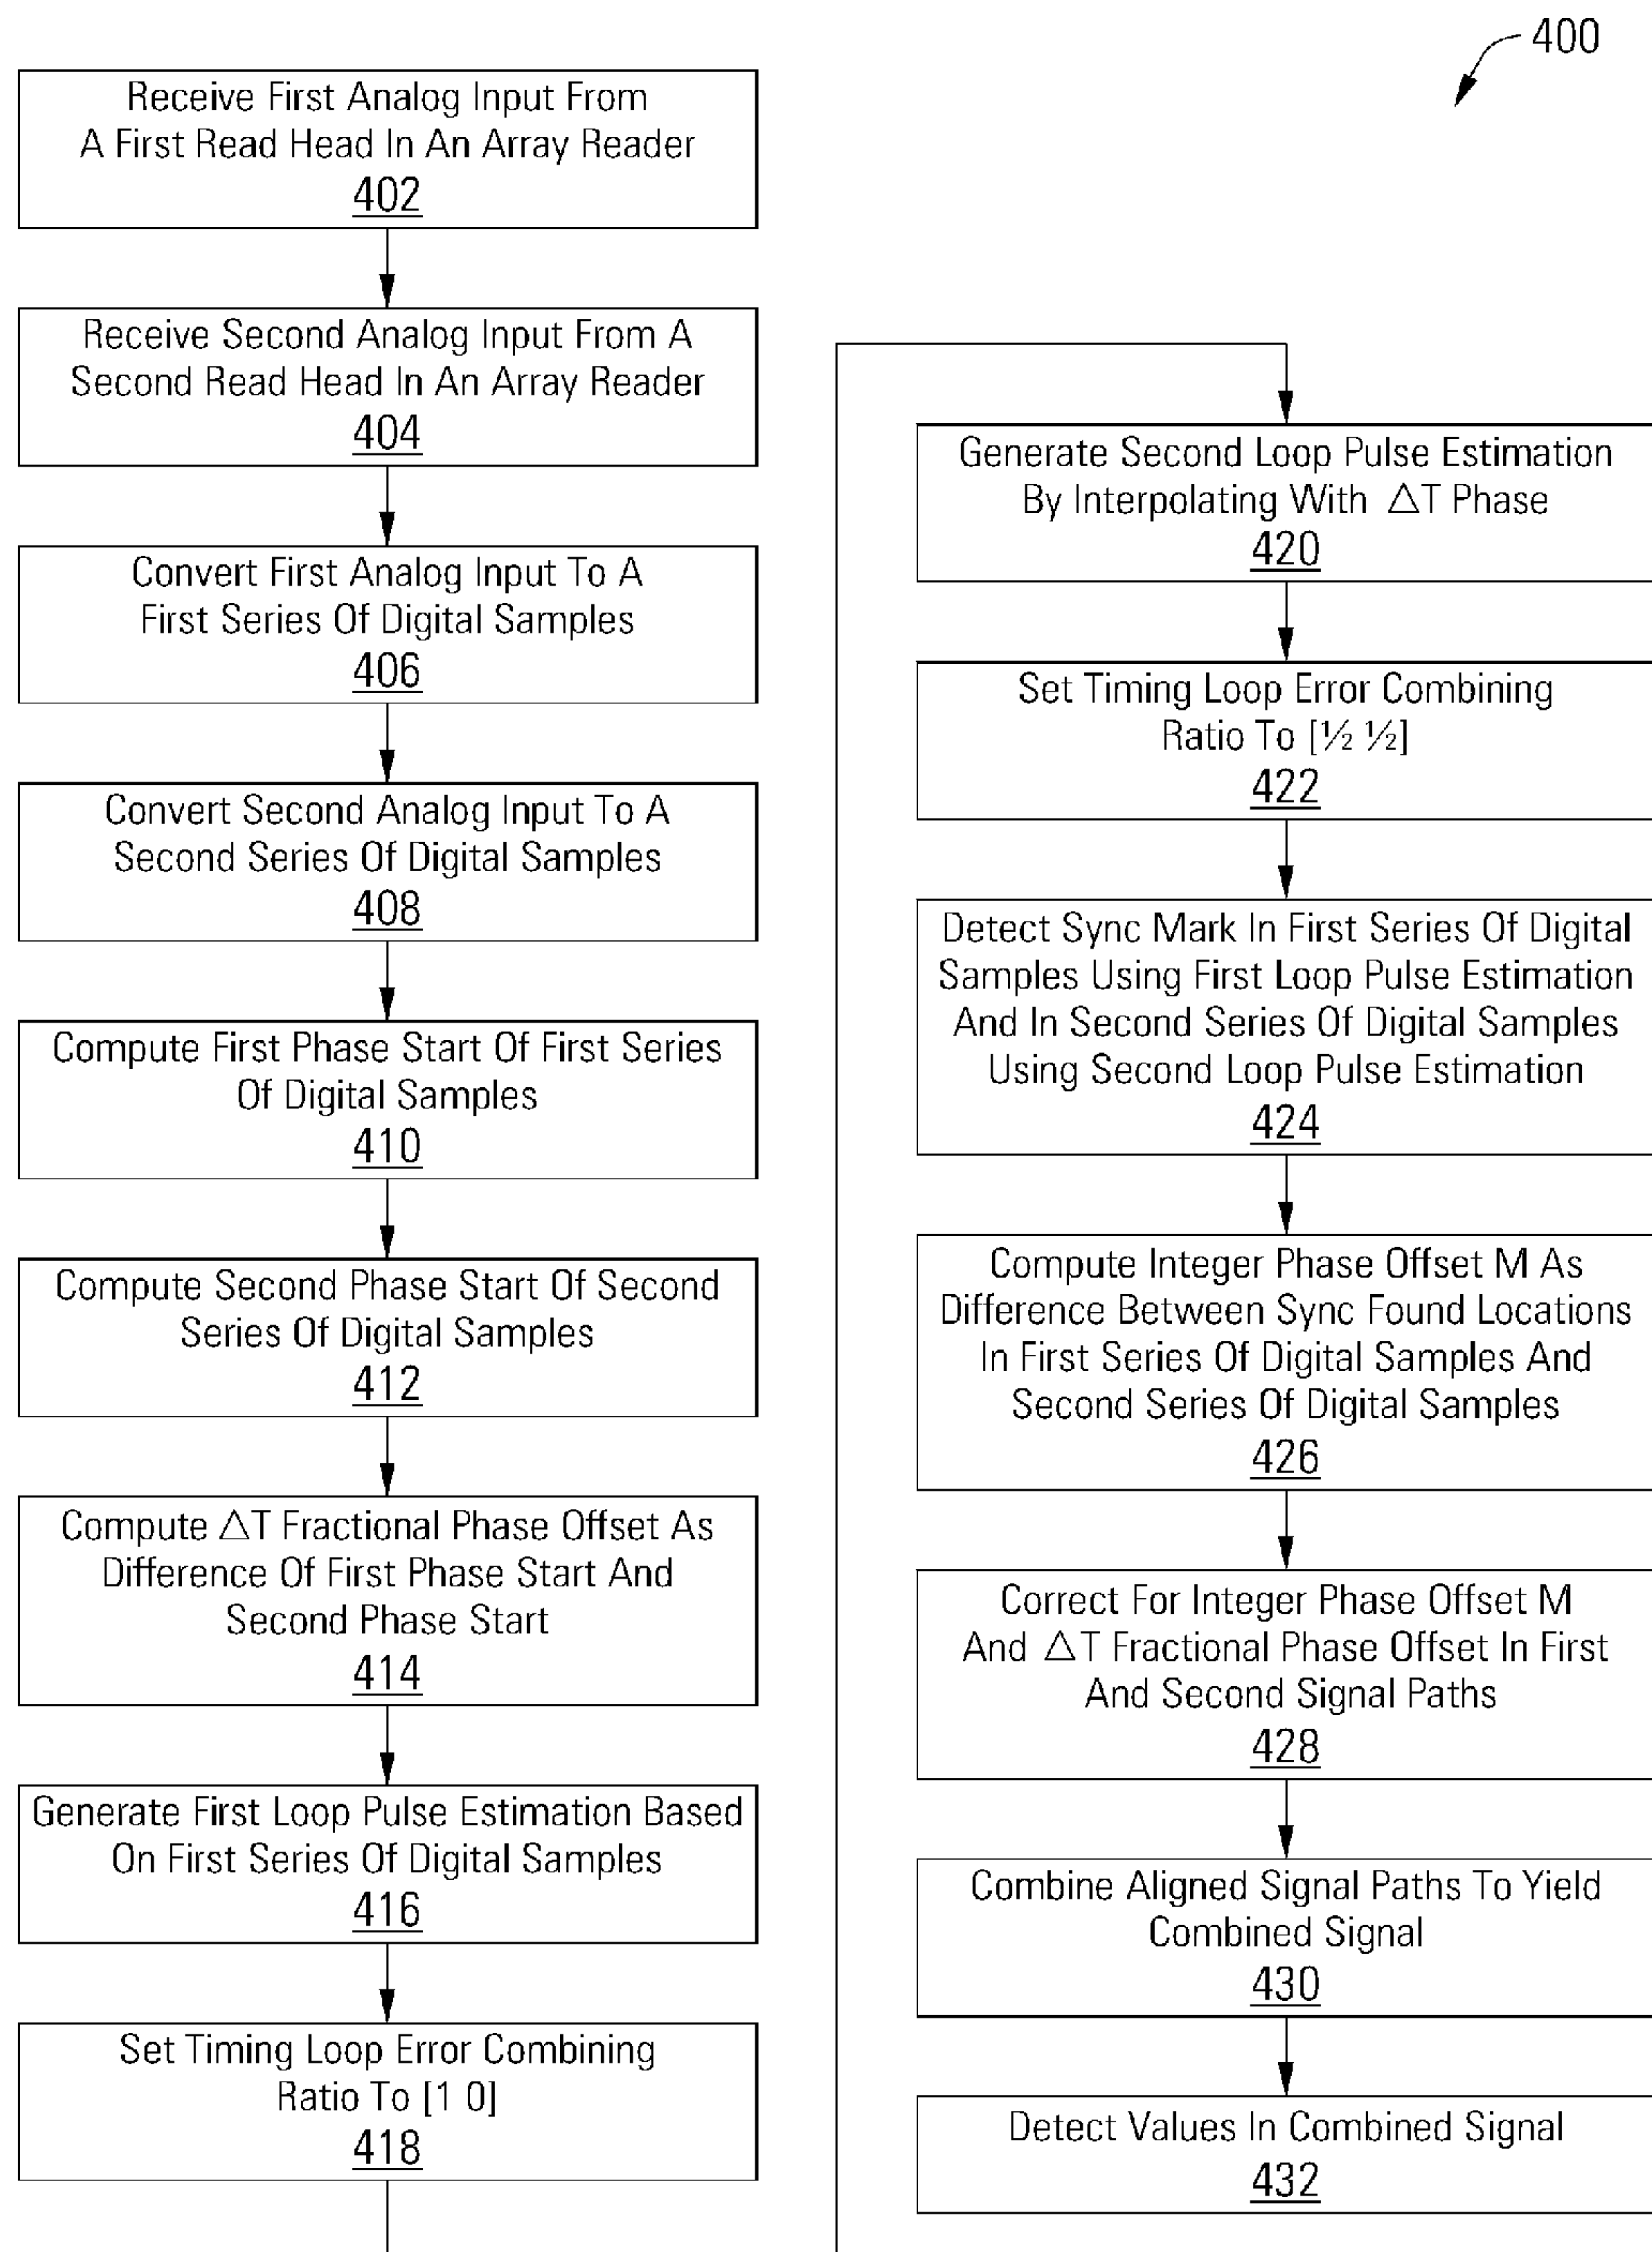 400
Receive First Analog Input From
A First Read Head In An Array Reader
402
Receive Second Analog Input From A
Second Read Head In An Array Reader
404
Convert First Analog Input To A
First Series Of Digital Samples
406
Convert Second Analog Input To A
Second Series Of Digital Samples
408
Compute First Phase Start Of First Series
Of Digital Samples
410
Compute Second Phase Start Of Second
Series Of Digital Samples
412
Compute △T Fractional Phase Offset As
Difference Of First Phase Start And
Second Phase Start
414
Generate First Loop Pulse Estimation Based
On First Series Of Digital Samples
416
Set Timing Loop Error Combining
Ratio To [1 0]
418
Generate Second Loop Pulse Estimation
By Interpolating With △T Phase
420
Set Timing Loop Error Combining
Ratio To [½ ½]
422
Detect Sync Mark In First Series Of Digital
Samples Using First Loop Pulse Estimation
And In Second Series Of Digital Samples
Using Second Loop Pulse Estimation
424
Compute Integer Phase Offset M As
Difference Between Sync Found Locations
In First Series Of Digital Samples And
Second Series Of Digital Samples
426
Correct For Integer Phase Offset M
And △T Fractional Phase Offset In First
And Second Signal Paths
428
Combine Aligned Signal Paths To Yield
Combined Signal
430
Detect Values In Combined Signal
432